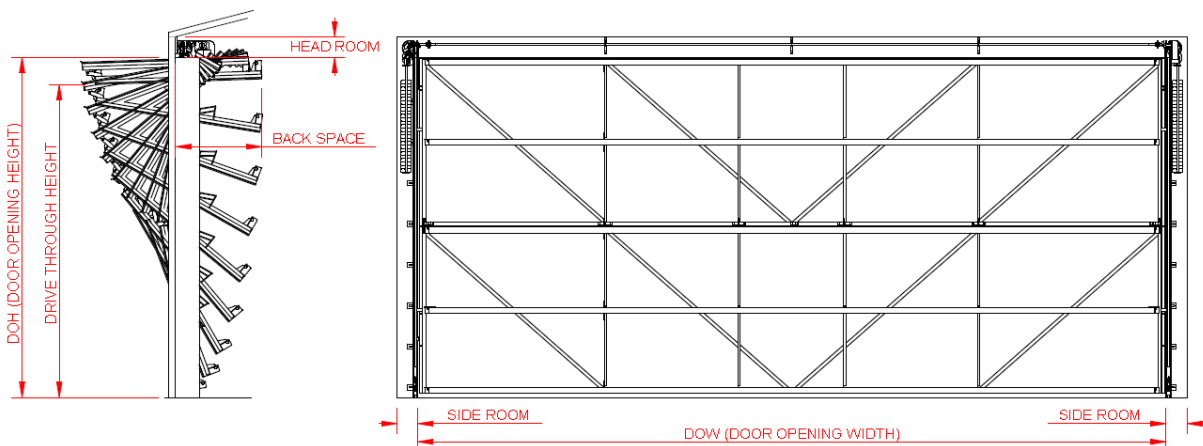 HEAD ROOM
BACK SPACE
DOH (DOOR OPENING HEIGHT)
DRIVE THROUGH HEIGHT
SIDE ROOM
SIDE ROOM
DOW (DOOR OPENING WIDTH)